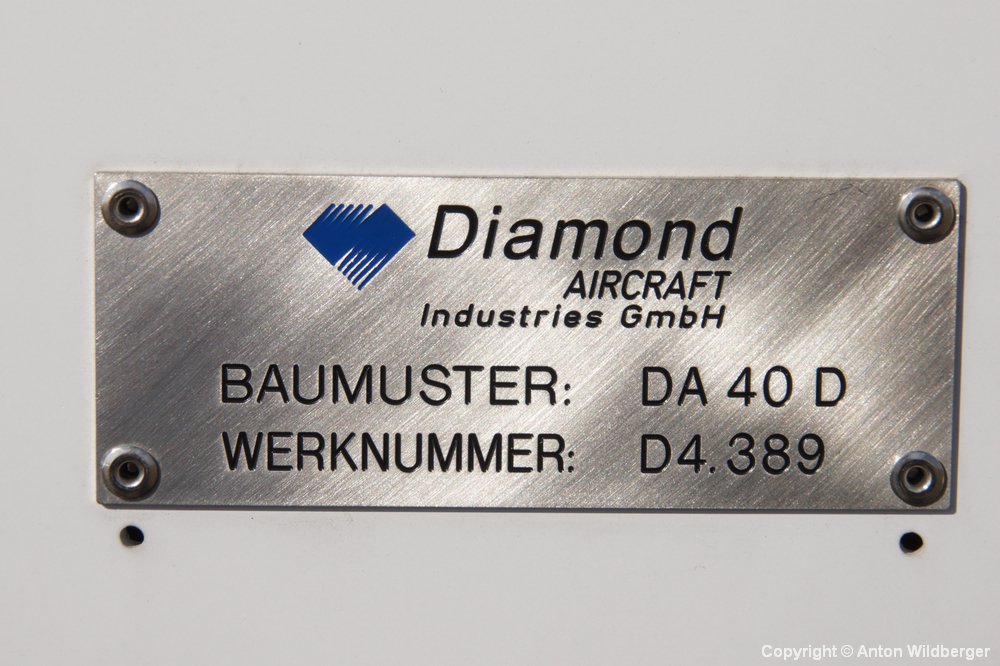 Diamond
AIRCRAFT
Industries GmbH
BAUMUSTER: DA 40 D
WERKNUMMER: D4.389
Copyright © Anton Wildberger